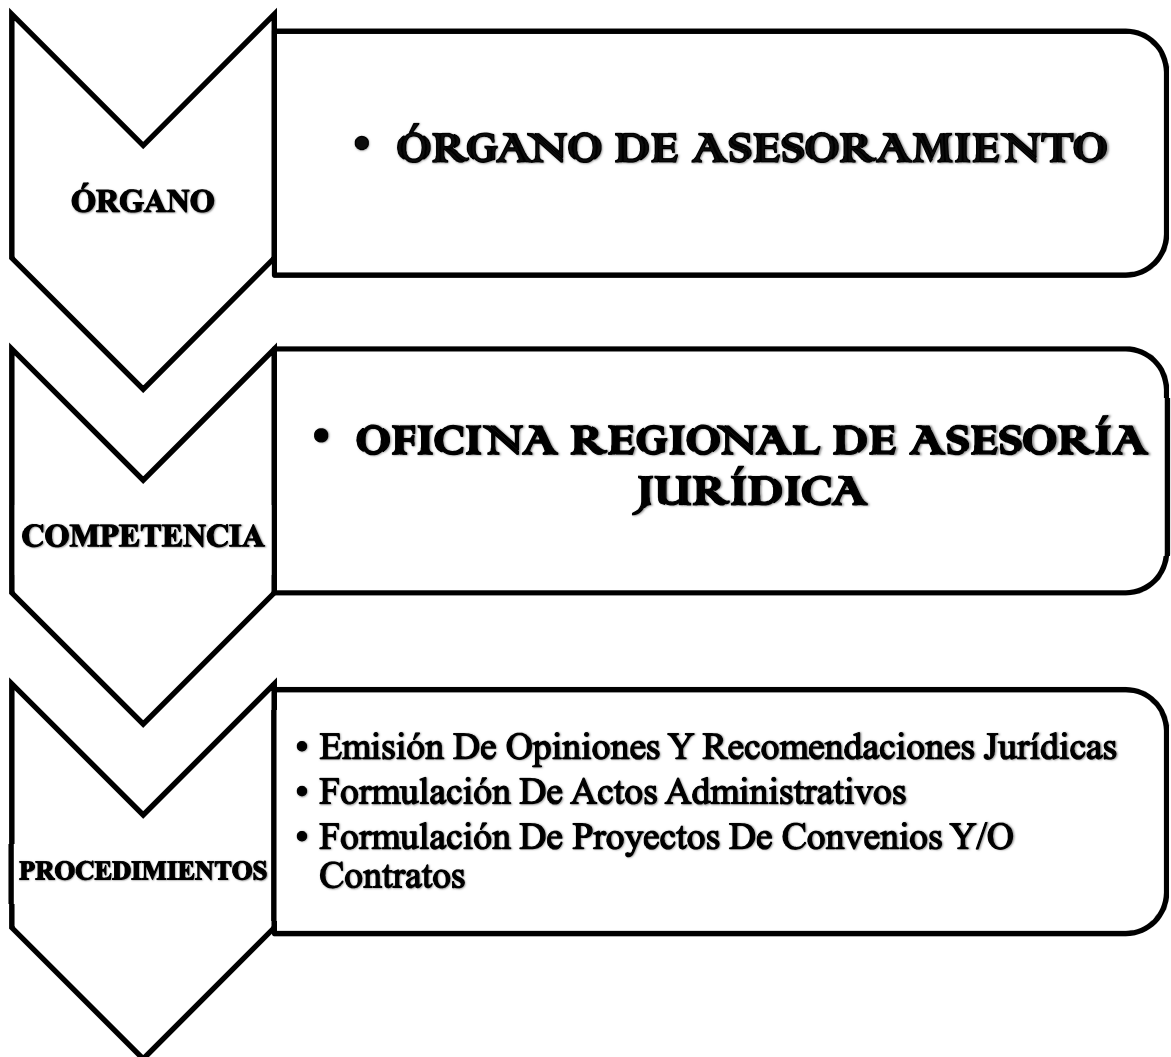 ÓRGANO
• ÓRGANO DE ASESORAMIENTO
COMPETENCIA
• OFICINA REGIONAL DE ASESORÍA
JURÍDICA
PROCEDIMIENTOS
• Emisión De Opiniones Y Recomendaciones Jurídicas
• Formulación De Actos Administrativos
• Formulación De Proyectos De Convenios Y/O
Contratos